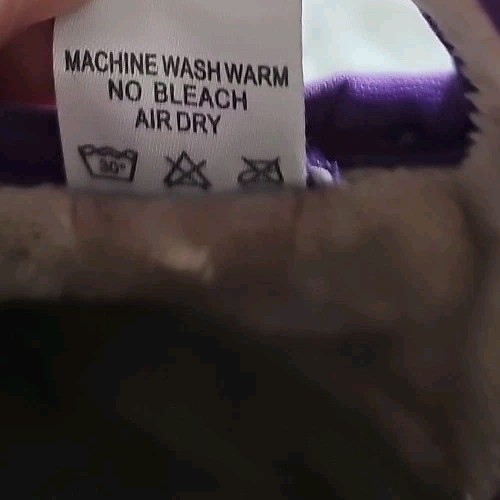 MACHINE WASH WARM
NO BLEACH
AIR DRY
30°